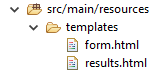 src/main/resources
templates
form.html
results.html